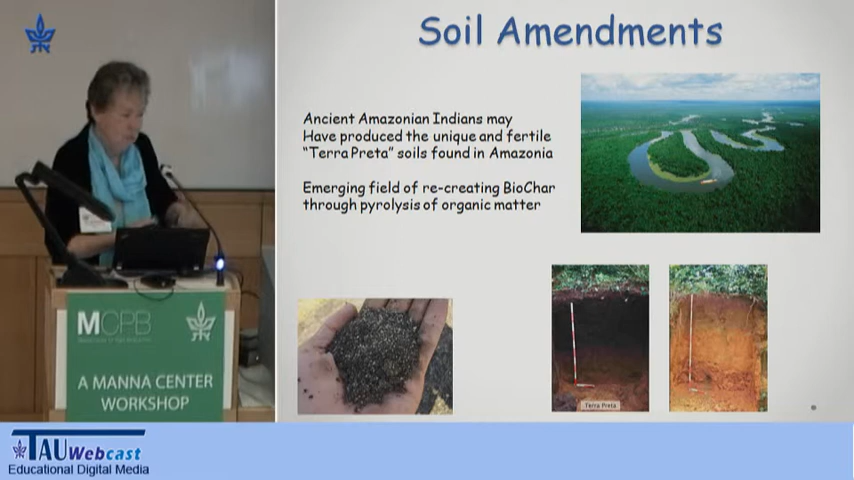 Soil Amendments
Ancient Amazonian Indians may
Have produced the unique and fertile
"Terra Preta" soils found in Amazonia
Emerging field of re-creating BioChar
through pyrolysis of organic matter
Terra Preta
MCPB
A MANNA CENTER
WORKSHOP
TAU Webcast
Educational Digital Media